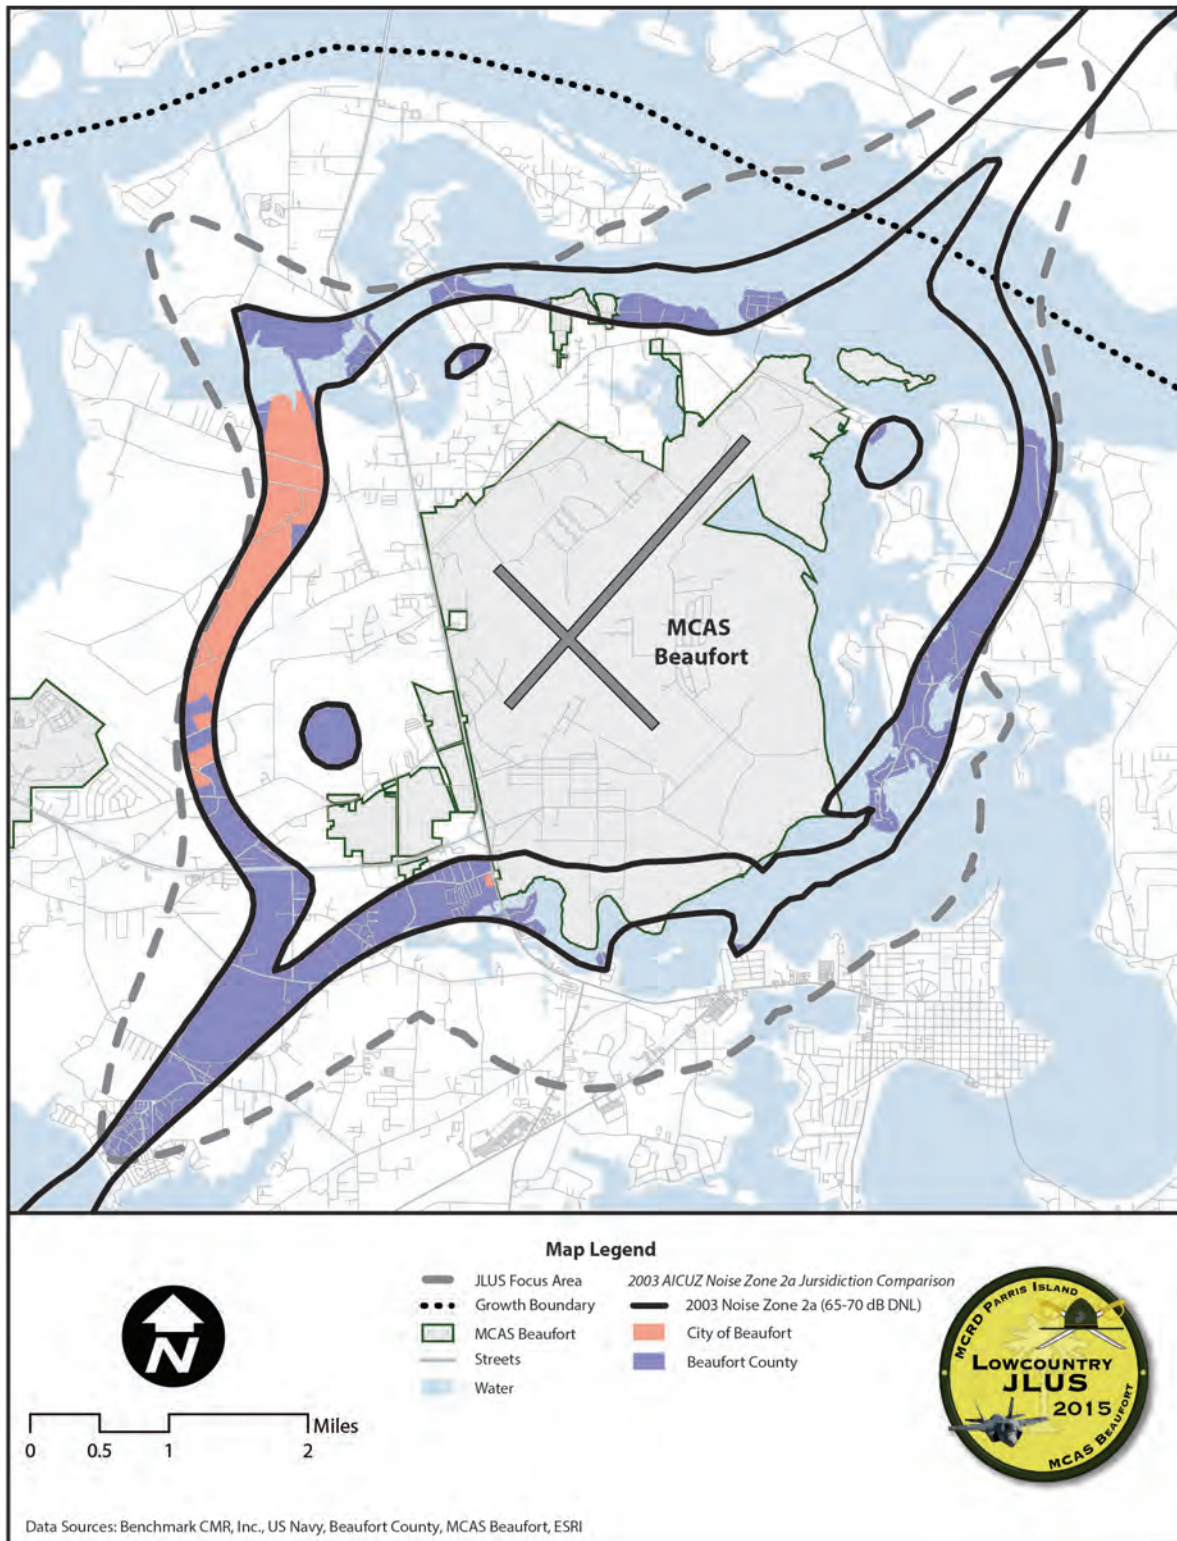 MCAS
Beaufort
Map Legend
JLUS Focus Area
Growth Boundary
MCAS Beaufort
Streets
Water
2003 AICUZ Noise Zone 2a Jursidiction Comparison
2003 Noise Zone 2a (65-70 dB DNL)
City of Beaufort
Beaufort County
N
Miles
0 0.5 1 2
MCRD PARRIS ISLAND
LOWCOUNTRY
JLUS
2015
MCAS BEAUFORT
Data Sources: Benchmark CMR, Inc., US Navy, Beaufort County, MCAS Beaufort, ESRI